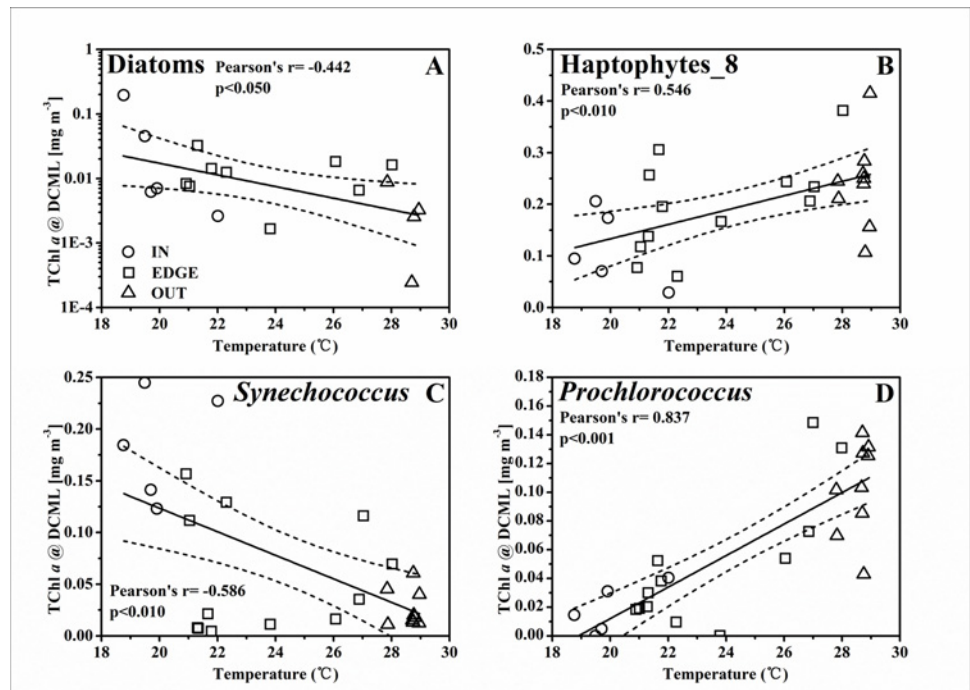 Diatoms
Pearson's r= -0.442
p<0.050
A
TChl a @ DCML [mg m-3]
1
0.1
0.01
1E-3
1E-4
IN
EDGE
OUT
18 20 22 24 26 28 30
Temperature (℃)
Haptophytes_8
B
Pearson's r= 0.546
p<0.010
TChl a @ DCML [mg m-3]
0.5
0.4
0.3
0.2
0.1
0.0
18 20 22 24 26 28 30
Temperature (℃)
Synechococcus
C
TChl a @ DCML [mg m-3]
0.25
0.20
0.15
0.10
0.05
0.00
Pearson's r= -0.586
p<0.010
18 20 22 24 26 28 30
Temperature (℃)
Prochlorococcus
D
Pearson's r= 0.837
p<0.001
TChl a @ DCML [mg m-3]
0.18
0.16
0.14
0.12
0.10
0.08
0.06
0.04
0.02
0.00
18 20 22 24 26 28 30
Temperature (℃)